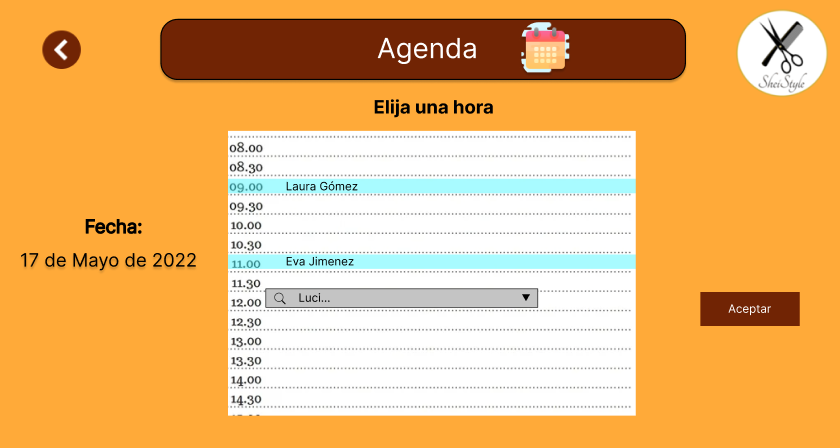 Agenda
SheiStyle
Elija una hora
08.00
08.30
09.00 Laura Gómez
09.30
10.00
10.30
11.00 Eva Jimenez
11.30
12.00 Luci...
12.30
13.00
13.30
14.00
14.30
Fecha:
17 de Mayo de 2022
Aceptar